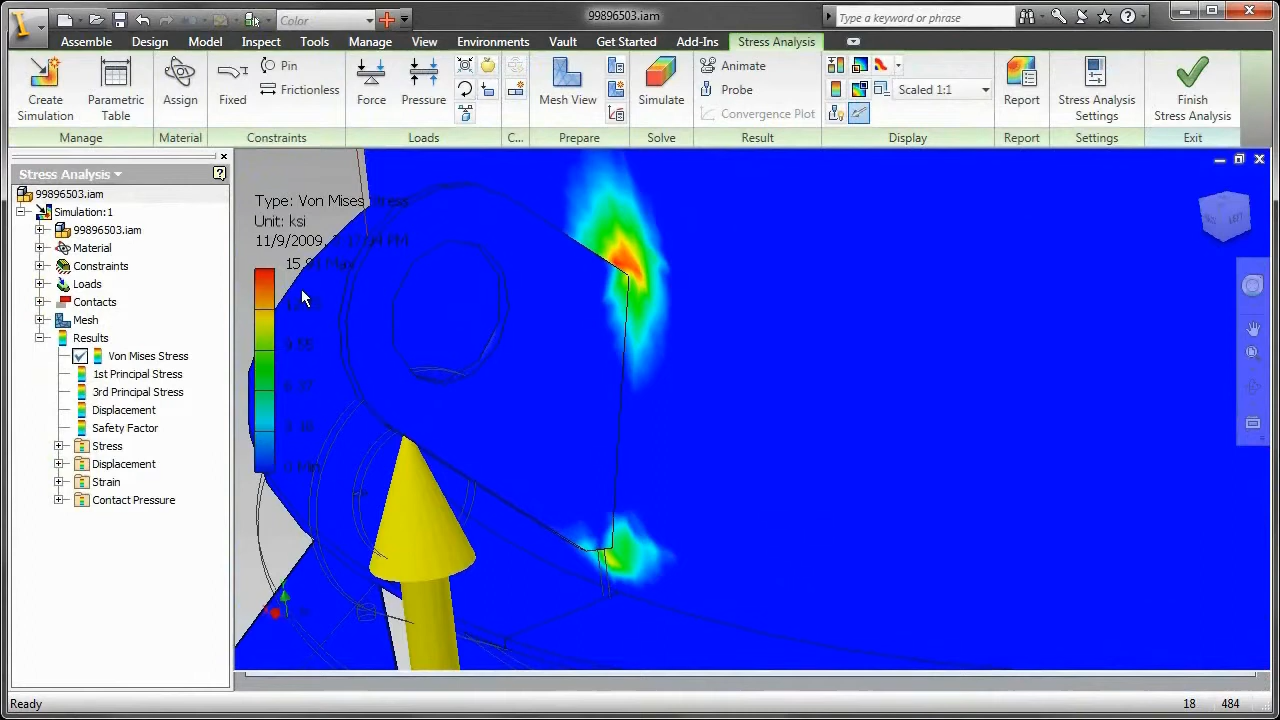 Color
99896503.iam
Type a keyword or phrase
Assemble Design Model Inspect Tools Manage View Environments Vault Get Started Add-Ins Stress Analysis
Create Simulation
Parametric Table
Assign
Fixed
Pin
Frictionless
Force
Pressure
Mesh View
Simulate
Animate
Probe
Convergence Plot
Scaled 1:1
Report
Stress Analysis Settings
Finish Stress Analysis
Manage Material Constraints Loads C... Prepare Solve Result Display Report Settings Exit
Stress Analysis
99896503.iam
Simulation:1
99896503.iam
Material
Constraints
Loads
Contacts
Mesh
Results
Von Mises Stress
1st Principal Stress
3rd Principal Stress
Displacement
Safety Factor
Stress
Displacement
Strain
Contact Pressure
Type: Von Mises Stress
Unit: ksi
11/9/2009, PM
Max
9.55
0 Min
Ready
18 484